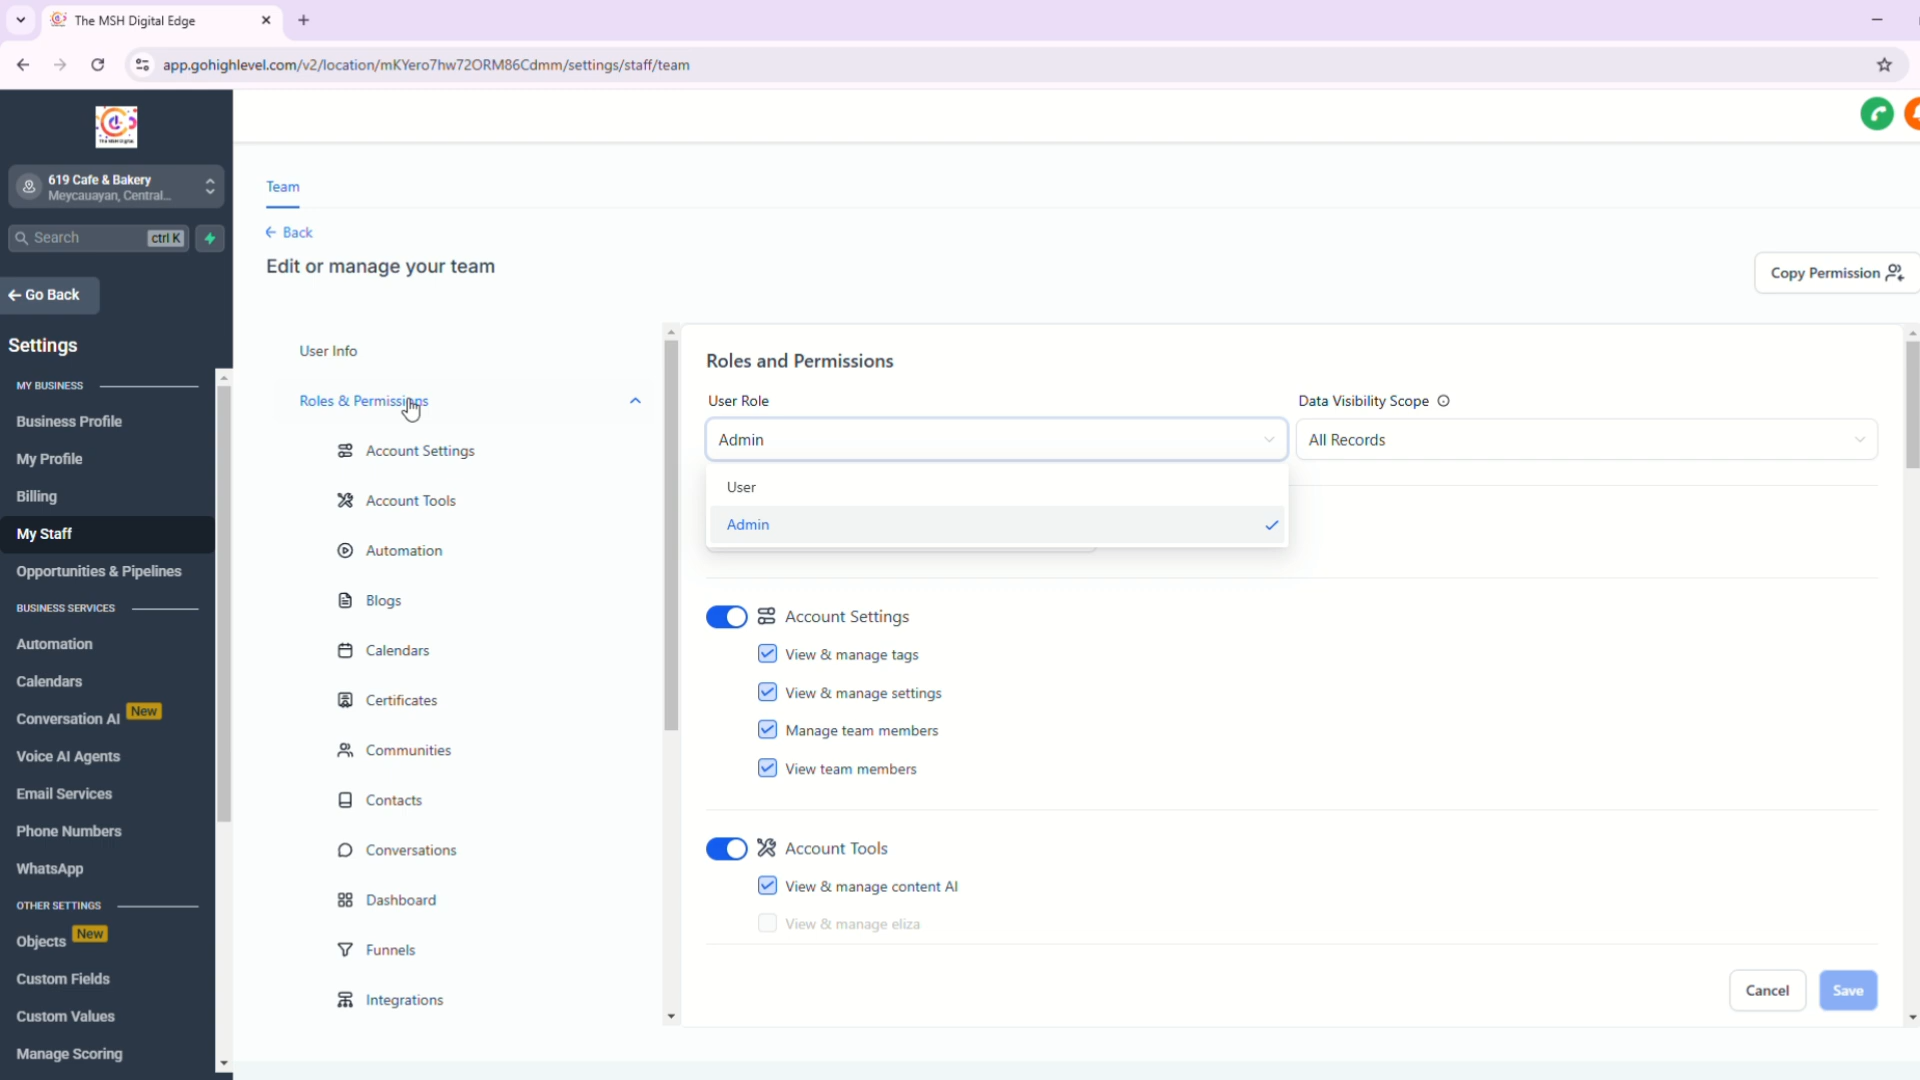 The MSH Digital Edge
app.gohighlevel.com/v2/location/mKYero7hw72ORM86Cdmm/settings/staff/team
619 Cafe & Bakery
Meycauayan, Central...
Search
ctrl K
Go Back
Settings
MY BUSINESS
Business Profile
My Profile
Billing
My Staff
Opportunities & Pipelines
BUSINESS SERVICES
Automation
Calendars
Conversation AI New
Voice AI Agents
Email Services
Phone Numbers
WhatsApp
OTHER SETTINGS
Objects New
Custom Fields
Custom Values
Manage Scoring
Team
Back
Edit or manage your team
Copy Permission
User Info
Roles & Permissions
Account Settings
Account Tools
Automation
Blogs
Calendars
Certificates
Communities
Contacts
Conversations
Dashboard
Funnels
Integrations
Roles and Permissions
User Role
Admin
User
Admin
Data Visibility Scope
All Records
Account Settings
View & manage tags
View & manage settings
Manage team members
View team members
Account Tools
View & manage content AI
View & manage eliza
Cancel
Save